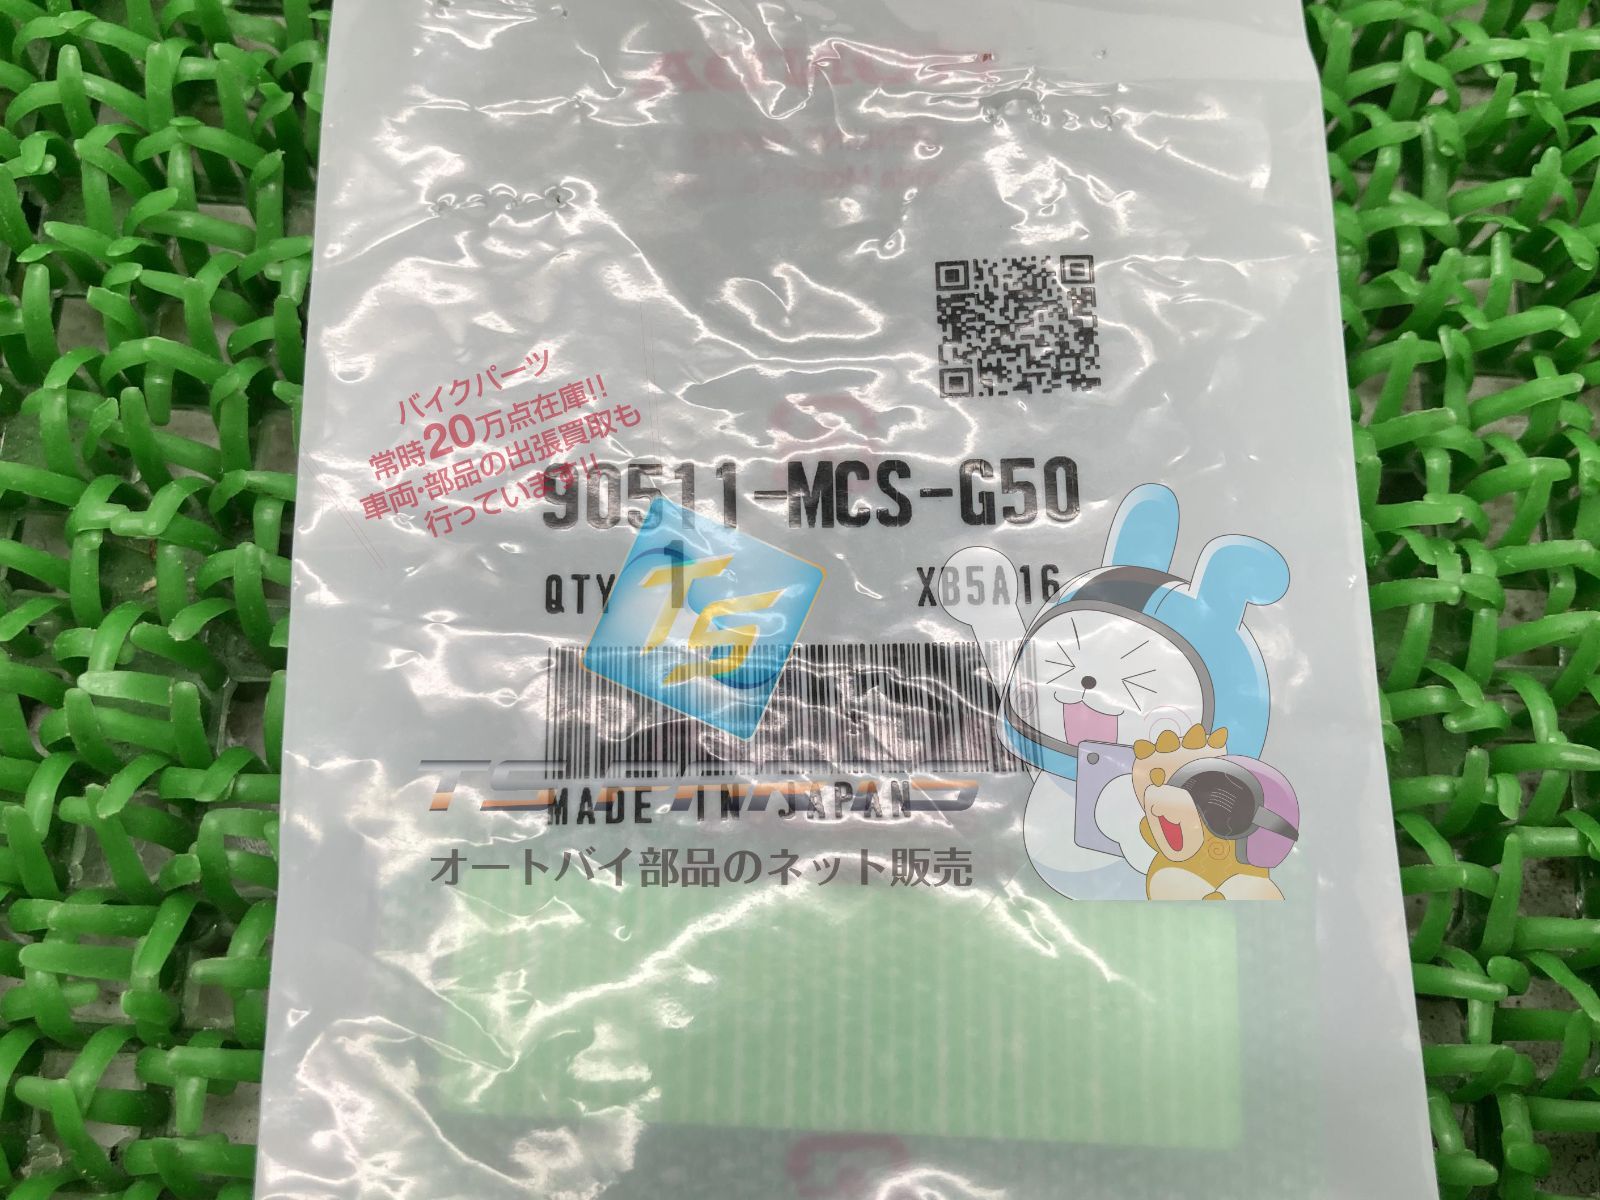 バイクパーツ
常時20万点在庫!!
車両・部品の出張買取も
行っています!!
90511-MCS-G50
QTY 1 XB5A16
TS
MADE IN JAPAN
TS PARTS
オートバイ部品のネット販売